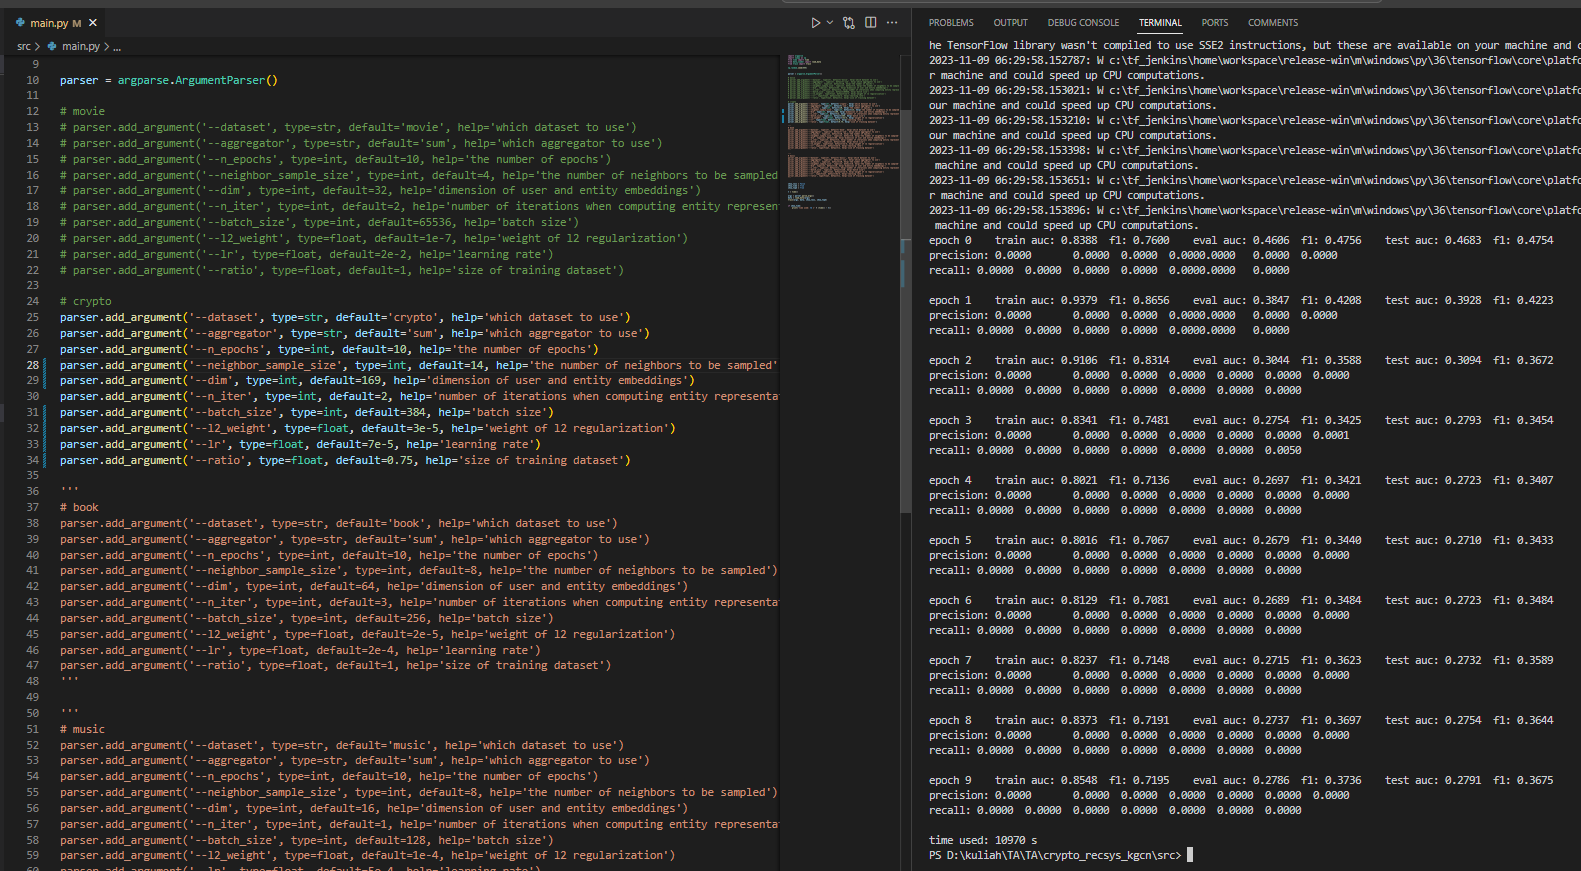 main.py M ×
src > main.py > ...
9
10 parser = argparse.ArgumentParser()
11
12 # movie
13 # parser.add_argument('--dataset', type=str, default='movie', help='which dataset to use')
14 # parser.add_argument('--aggregator', type=str, default='sum', help='which aggregator to use')
15 # parser.add_argument('--n_epochs', type=int, default=10, help='the number of epochs')
16 # parser.add_argument('--neighbor_sample_size', type=int, default=4, help='the number of neighbors to be sampled
17 # parser.add_argument('--dim', type=int, default=32, help='dimension of user and entity embeddings')
18 # parser.add_argument('--n_iter', type=int, default=2, help='number of iterations when computing entity represen
19 # parser.add_argument('--batch_size', type=int, default=65536, help='batch size')
20 # parser.add_argument('--l2_weight', type=float, default=1e-7, help='weight of l2 regularization')
21 # parser.add_argument('--lr', type=float, default=2e-2, help='learning rate')
22 # parser.add_argument('--ratio', type=float, default=1, help='size of training dataset')
23
24 # crypto
25 parser.add_argument('--dataset', type=str, default='crypto', help='which dataset to use')
26 parser.add_argument('--aggregator', type=str, default='sum', help='which aggregator to use')
27 parser.add_argument('--n_epochs', type=int, default=10, help='the number of epochs')
28 parser.add_argument('--neighbor_sample_size', type=int, default=14, help='the number of neighbors to be sampled'
29 parser.add_argument('--dim', type=int, default=169, help='dimension of user and entity embeddings')
30 parser.add_argument('--n_iter', type=int, default=2, help='number of iterations when computing entity representa
31 parser.add_argument('--batch_size', type=int, default=384, help='batch size')
32 parser.add_argument('--l2_weight', type=float, default=3e-5, help='weight of l2 regularization')
33 parser.add_argument('--lr', type=float, default=7e-5, help='learning rate')
34 parser.add_argument('--ratio', type=float, default=0.75, help='size of training dataset')
35
36 '''
37 # book
38 parser.add_argument('--dataset', type=str, default='book', help='which dataset to use')
39 parser.add_argument('--aggregator', type=str, default='sum', help='which aggregator to use')
40 parser.add_argument('--n_epochs', type=int, default=10, help='the number of epochs')
41 parser.add_argument('--neighbor_sample_size', type=int, default=8, help='the number of neighbors to be sampled')
42 parser.add_argument('--dim', type=int, default=64, help='dimension of user and entity embeddings')
43 parser.add_argument('--n_iter', type=int, default=3, help='number of iterations when computing entity representa
44 parser.add_argument('--batch_size', type=int, default=256, help='batch size')
45 parser.add_argument('--l2_weight', type=float, default=2e-5, help='weight of l2 regularization')
46 parser.add_argument('--lr', type=float, default=2e-4, help='learning rate')
47 parser.add_argument('--ratio', type=float, default=1, help='size of training dataset')
48 '''
49
50 '''
51 # music
52 parser.add_argument('--dataset', type=str, default='music', help='which dataset to use')
53 parser.add_argument('--aggregator', type=str, default='sum', help='which aggregator to use')
54 parser.add_argument('--n_epochs', type=int, default=10, help='the number of epochs')
55 parser.add_argument('--neighbor_sample_size', type=int, default=8, help='the number of neighbors to be sampled')
56 parser.add_argument('--dim', type=int, default=16, help='dimension of user and entity embeddings')
57 parser.add_argument('--n_iter', type=int, default=1, help='number of iterations when computing entity representa
58 parser.add_argument('--batch_size', type=int, default=128, help='batch size')
59 parser.add_argument('--l2_weight', type=float, default=1e-4, help='weight of l2 regularization')
PROBLEMS OUTPUT DEBUG CONSOLE TERMINAL PORTS COMMENTS
he TensorFlow library wasn't compiled to use SSE2 instructions, but these are available on your machine and c
2023-11-09 06:29:58.152787: W c:\tf_jenkins\home\workspace\release-win\m\windows\py\36\tensorflow\core\platfo
r machine and could speed up CPU computations.
2023-11-09 06:29:58.153021: W c:\tf_jenkins\home\workspace\release-win\m\windows\py\36\tensorflow\core\platfo
our machine and could speed up CPU computations.
2023-11-09 06:29:58.153210: W c:\tf_jenkins\home\workspace\release-win\m\windows\py\36\tensorflow\core\platfo
our machine and could speed up CPU computations.
2023-11-09 06:29:58.153398: W c:\tf_jenkins\home\workspace\release-win\m\windows\py\36\tensorflow\core\platfo
machine and could speed up CPU computations.
2023-11-09 06:29:58.153651: W c:\tf_jenkins\home\workspace\release-win\m\windows\py\36\tensorflow\core\platfo
r machine and could speed up CPU computations.
2023-11-09 06:29:58.153896: W c:\tf_jenkins\home\workspace\release-win\m\windows\py\36\tensorflow\core\platfo
machine and could speed up CPU computations.
epoch 0 train auc: 0.8388 f1: 0.7600 eval auc: 0.4606 f1: 0.4756 test auc: 0.4683 f1: 0.4754
precision: 0.0000 0.0000 0.0000 0.0000.0000 0.0000 0.0000
recall: 0.0000 0.0000 0.0000 0.0000.0000 0.0000
epoch 1 train auc: 0.9379 f1: 0.8656 eval auc: 0.3847 f1: 0.4208 test auc: 0.3928 f1: 0.4223
precision: 0.0000 0.0000 0.0000 0.0000.0000 0.0000 0.0000
recall: 0.0000 0.0000 0.0000 0.0000.0000 0.0000
epoch 2 train auc: 0.9106 f1: 0.8314 eval auc: 0.3044 f1: 0.3588 test auc: 0.3094 f1: 0.3672
precision: 0.0000 0.0000 0.0000 0.0000 0.0000 0.0000 0.0000
recall: 0.0000 0.0000 0.0000 0.0000 0.0000 0.0000 0.0000
epoch 3 train auc: 0.8341 f1: 0.7481 eval auc: 0.2754 f1: 0.3425 test auc: 0.2793 f1: 0.3454
precision: 0.0000 0.0000 0.0000 0.0000 0.0000 0.0000 0.0001
recall: 0.0000 0.0000 0.0000 0.0000 0.0000 0.0000 0.0050
epoch 4 train auc: 0.8021 f1: 0.7136 eval auc: 0.2697 f1: 0.3421 test auc: 0.2723 f1: 0.3407
precision: 0.0000 0.0000 0.0000 0.0000 0.0000 0.0000 0.0000
recall: 0.0000 0.0000 0.0000 0.0000 0.0000 0.0000 0.0000
epoch 5 train auc: 0.8016 f1: 0.7067 eval auc: 0.2679 f1: 0.3440 test auc: 0.2710 f1: 0.3433
precision: 0.0000 0.0000 0.0000 0.0000 0.0000 0.0000 0.0000
recall: 0.0000 0.0000 0.0000 0.0000 0.0000 0.0000 0.0000
epoch 6 train auc: 0.8129 f1: 0.7081 eval auc: 0.2689 f1: 0.3484 test auc: 0.2723 f1: 0.3484
precision: 0.0000 0.0000 0.0000 0.0000 0.0000 0.0000 0.0000
recall: 0.0000 0.0000 0.0000 0.0000 0.0000 0.0000 0.0000
epoch 7 train auc: 0.8237 f1: 0.7148 eval auc: 0.2715 f1: 0.3623 test auc: 0.2732 f1: 0.3589
precision: 0.0000 0.0000 0.0000 0.0000 0.0000 0.0000 0.0000
recall: 0.0000 0.0000 0.0000 0.0000 0.0000 0.0000 0.0000
epoch 8 train auc: 0.8373 f1: 0.7191 eval auc: 0.2737 f1: 0.3697 test auc: 0.2754 f1: 0.3644
precision: 0.0000 0.0000 0.0000 0.0000 0.0000 0.0000 0.0000
recall: 0.0000 0.0000 0.0000 0.0000 0.0000 0.0000 0.0000
epoch 9 train auc: 0.8548 f1: 0.7195 eval auc: 0.2786 f1: 0.3736 test auc: 0.2791 f1: 0.3675
precision: 0.0000 0.0000 0.0000 0.0000 0.0000 0.0000 0.0000
recall: 0.0000 0.0000 0.0000 0.0000 0.0000 0.0000 0.0000
time used: 10970 s
PS D:\kuliah\TA\TA\crypto_recsys_kgcn\src>